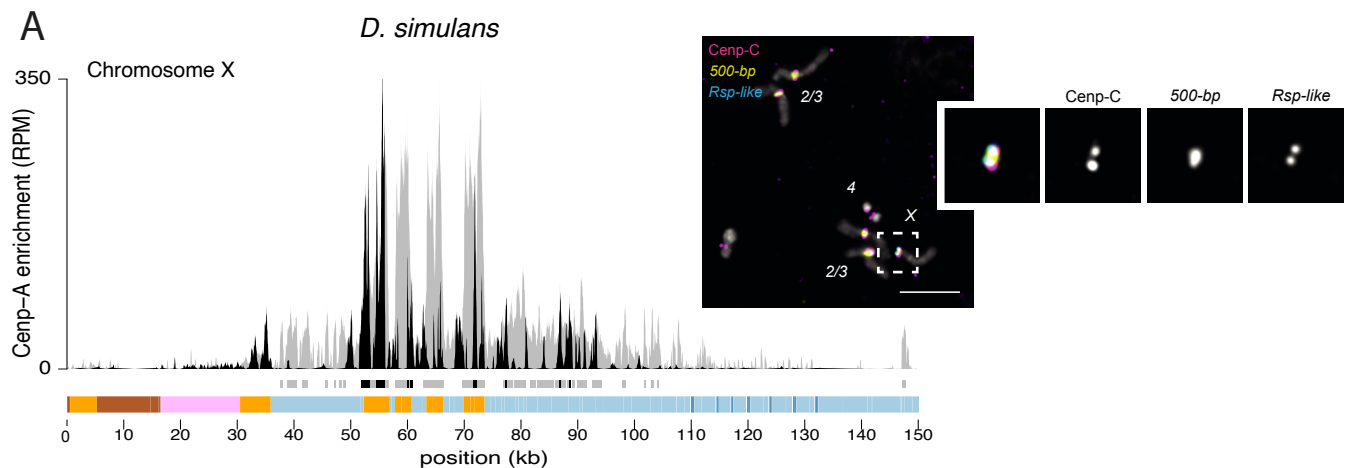 A
D. simulans
Chromosome X
350
0
Cenp–A enrichment (RPM)
0 10 20 30 40 50 60 70 80 90 100 110 120 130 140 150
position (kb)
Cenp-C
500-bp
Rsp-like
2/3
4
X
2/3
Cenp-C 500-bp Rsp-like